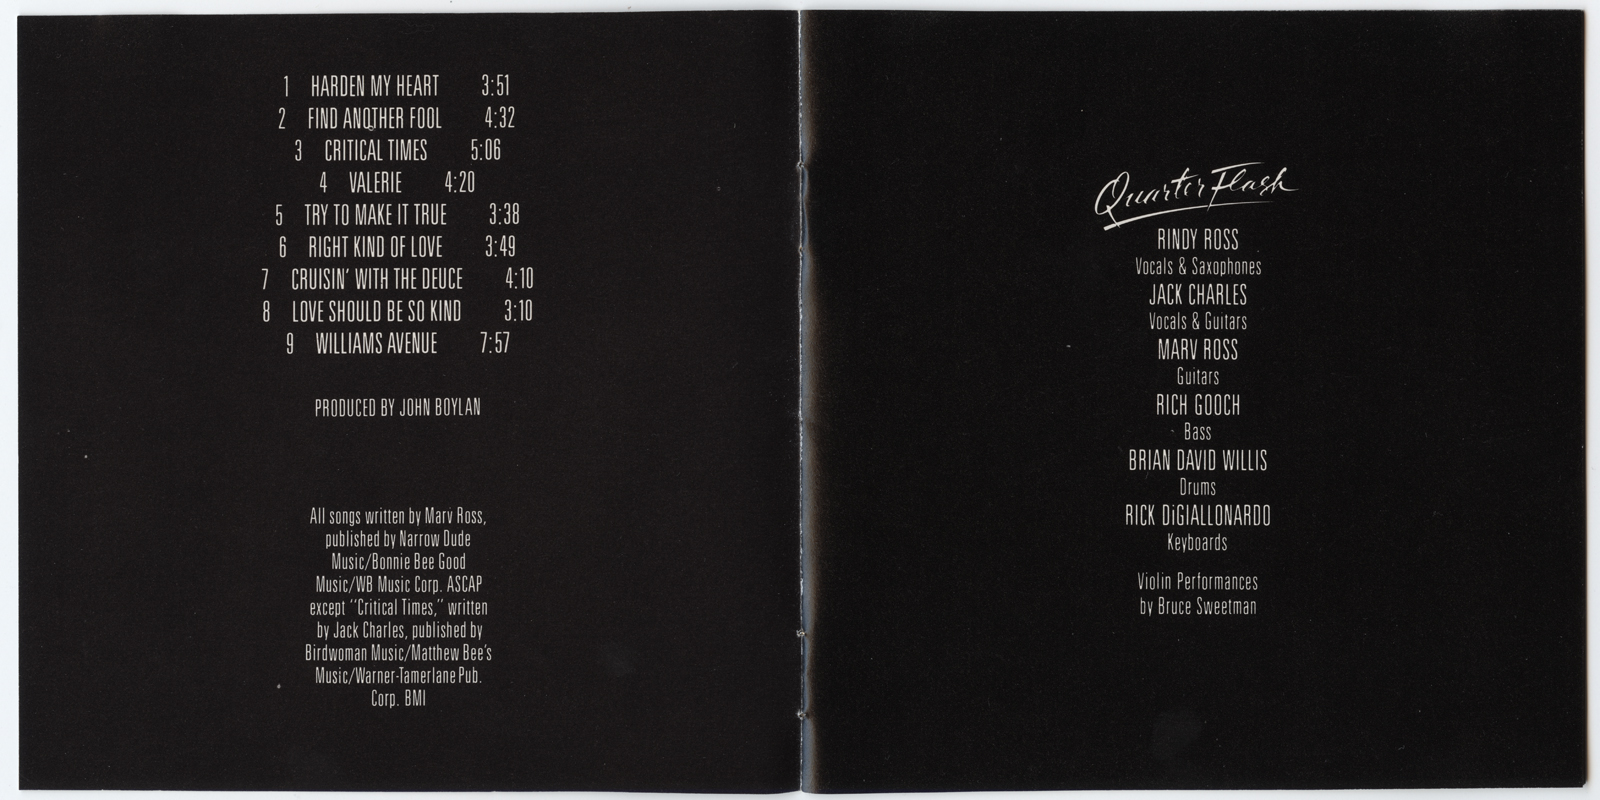 1 HARDEN MY HEART 3:51
2 FIND ANOTHER FOOL 4:32
3 CRITICAL TIMES 5:06
4 VALERIE 4:20
5 TRY TO MAKE IT TRUE 3:38
6 RIGHT KIND OF LOVE 3:49
7 CRUISIN' WITH THE DEUCE 4:10
8 LOVE SHOULD BE SO KIND 3:10
9 WILLIAMS AVENUE 7:57
PRODUCED BY JOHN BOYLAN
All songs written by Marv Ross,
published by Narrow Dude
Music/Bonnie Bee Good
Music/WB Music Corp. ASCAP
except "Critical Times," written
by Jack Charles, published by
Birdwoman Music/Matthew Bee's
Music/Warner-Tamerlane Pub.
Corp. BMI
QuarterFlash
RINDY ROSS
Vocals & Saxophones
JACK CHARLES
Vocals & Guitars
MARV ROSS
Guitars
RICH GOOCH
Bass
BRIAN DAVID WILLIS
Drums
RICK DiGIALLONARDO
Keyboards
Violin Performances
by Bruce Sweetman